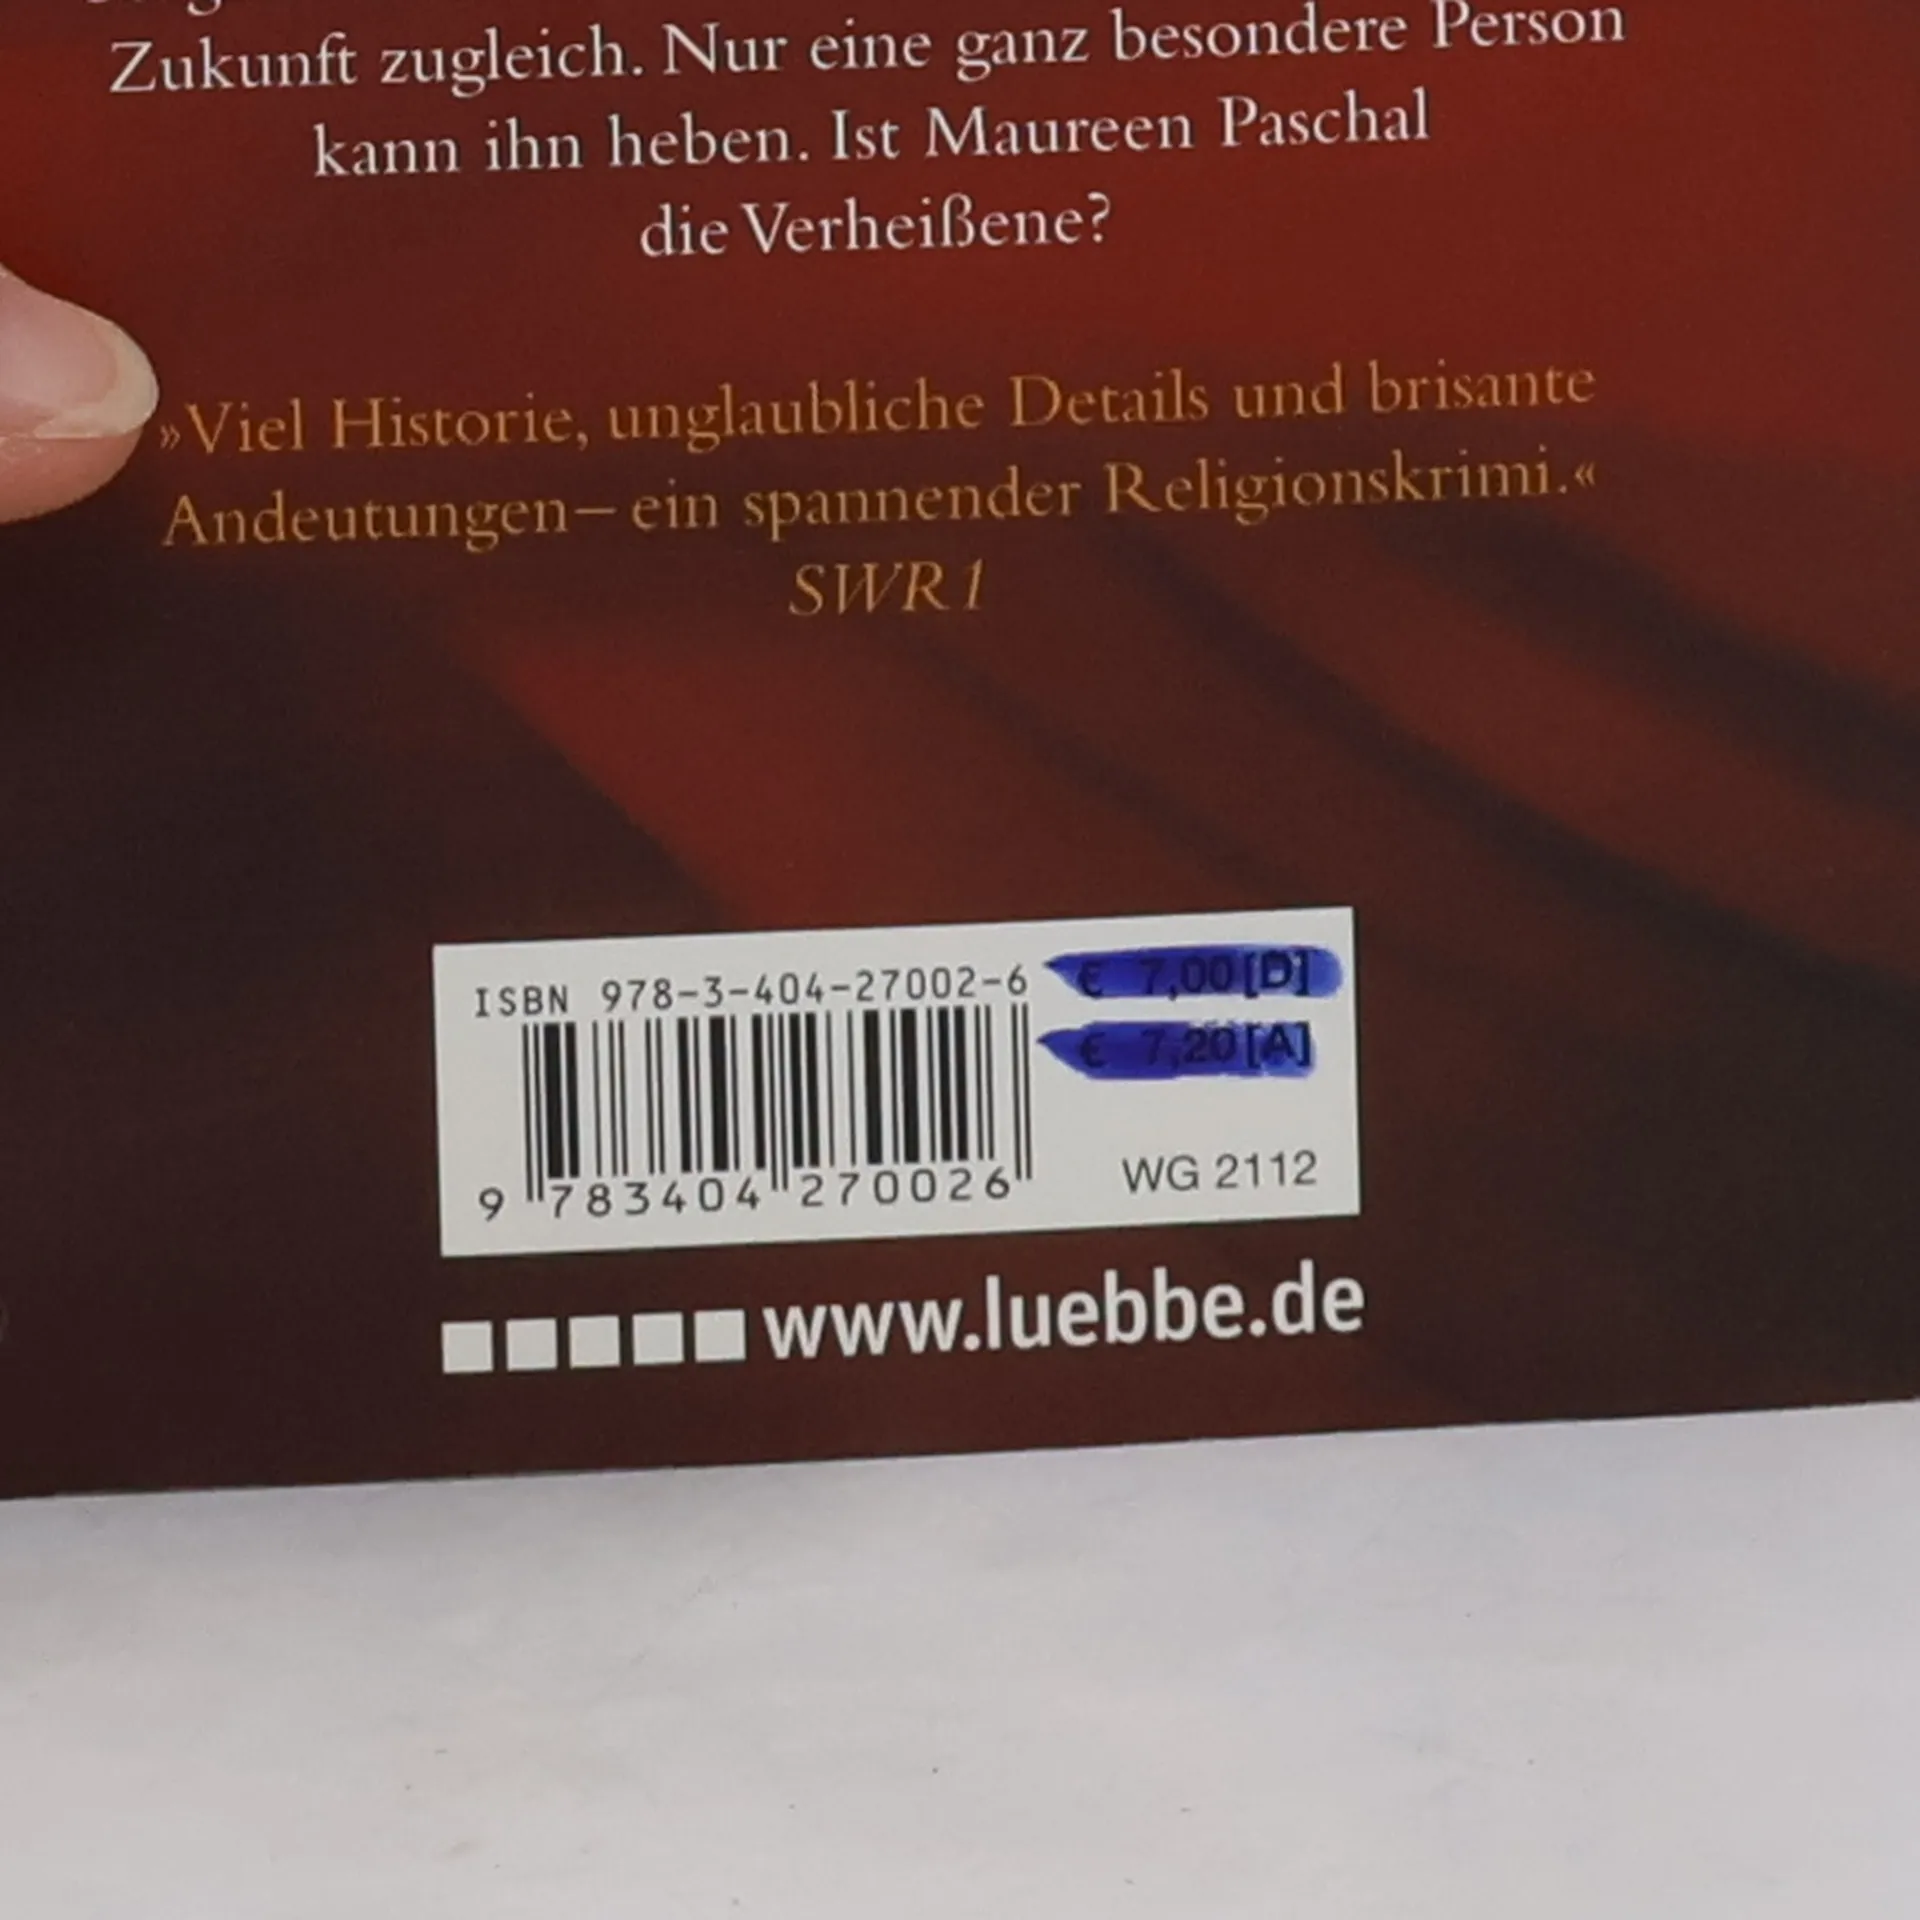 Zukunft zugleich. Nur eine ganz besondere Person
kann ihn heben. Ist Maureen Paschal
die Verheißene?
»Viel Historie, unglaubliche Details und brisante
Andeutungen – ein spannender Religionskrimi.«
SWR 1
ISBN 978-3-404-27002-6
€ 7,00 [D]
€ 7,20 [A]
9 783404 270026
WG 2112
www.luebbe.de